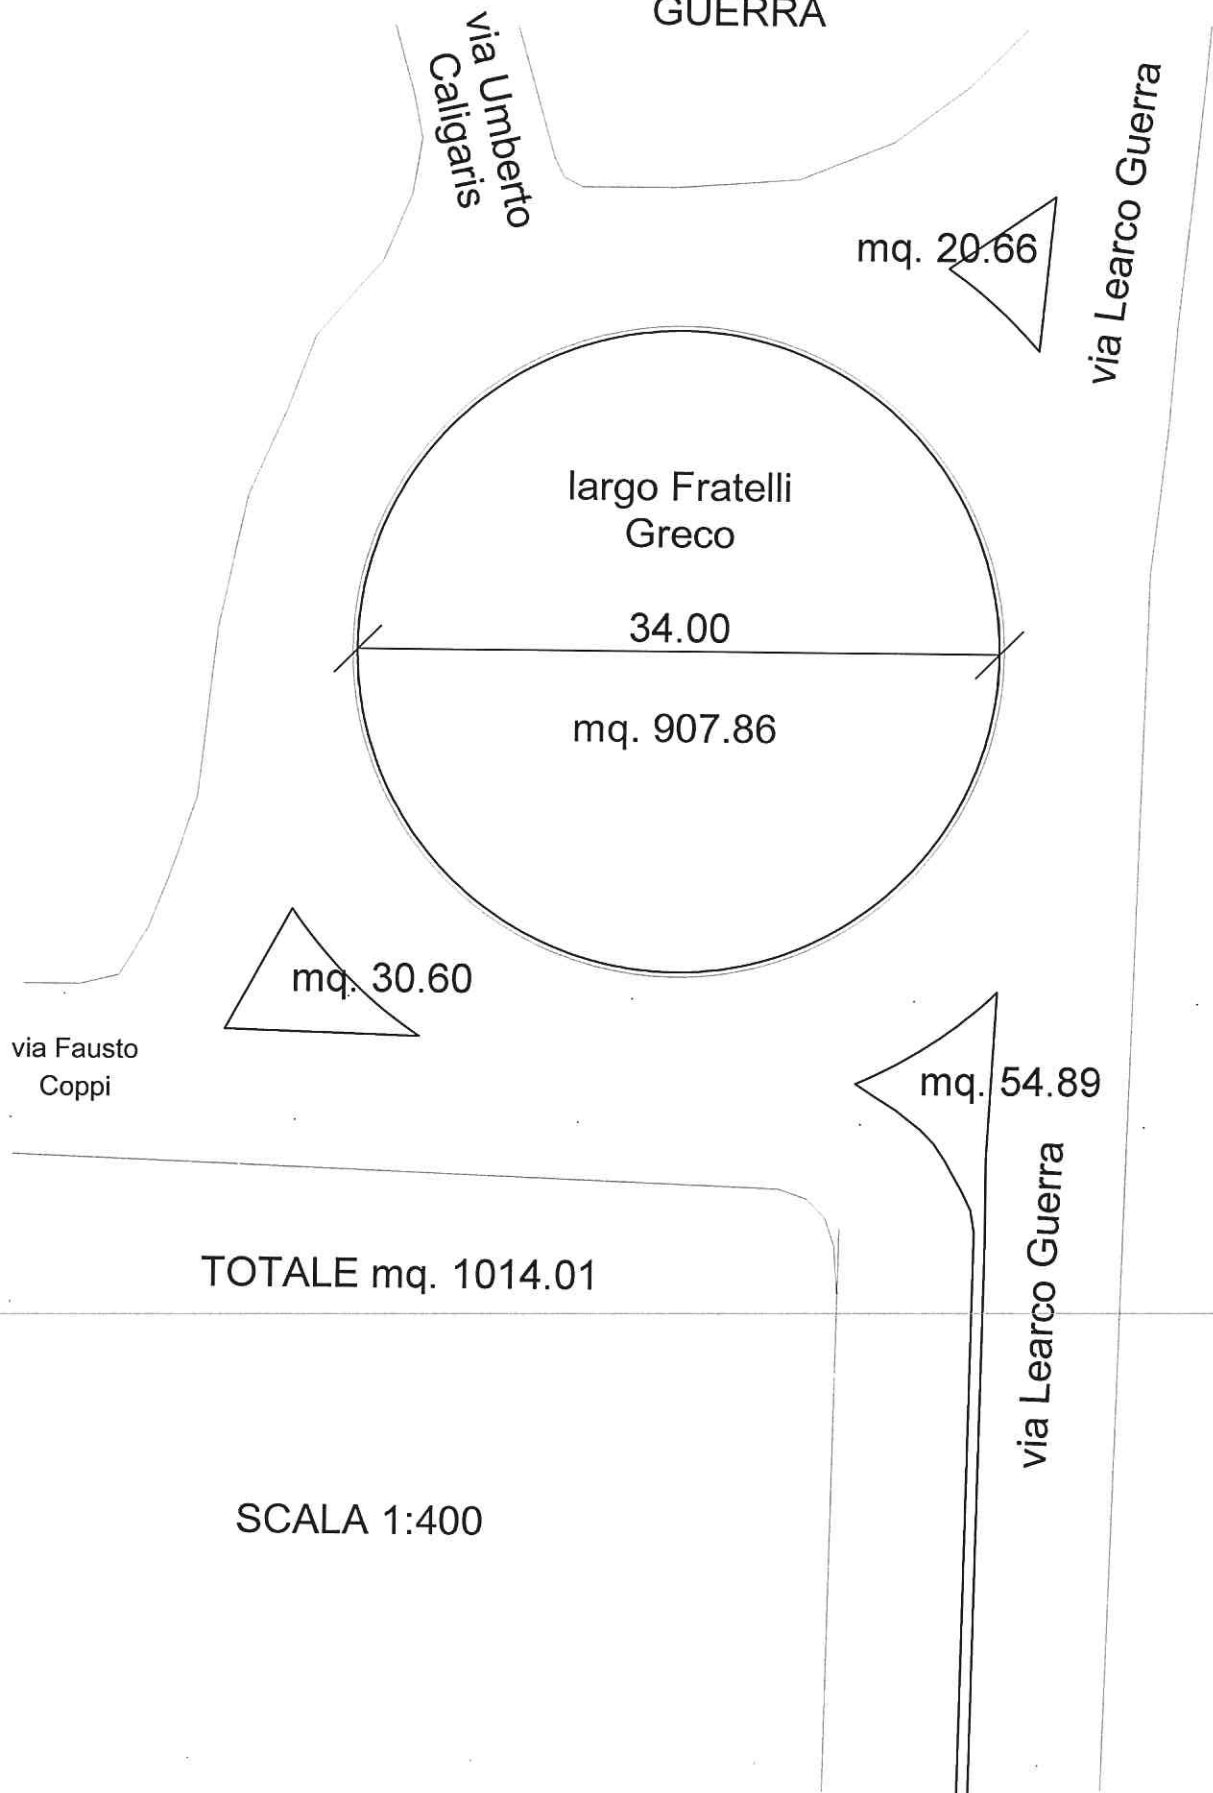 GUERRA
via Umberto
Caligaris
via Learco Guerra
mq. 20.66
largo Fratelli
Greco
34.00
mq. 907.86
mq. 30.60
via Fausto
Coppi
mq. 54.89
via Learco Guerra
TOTALE mq. 1014.01
SCALA 1:400